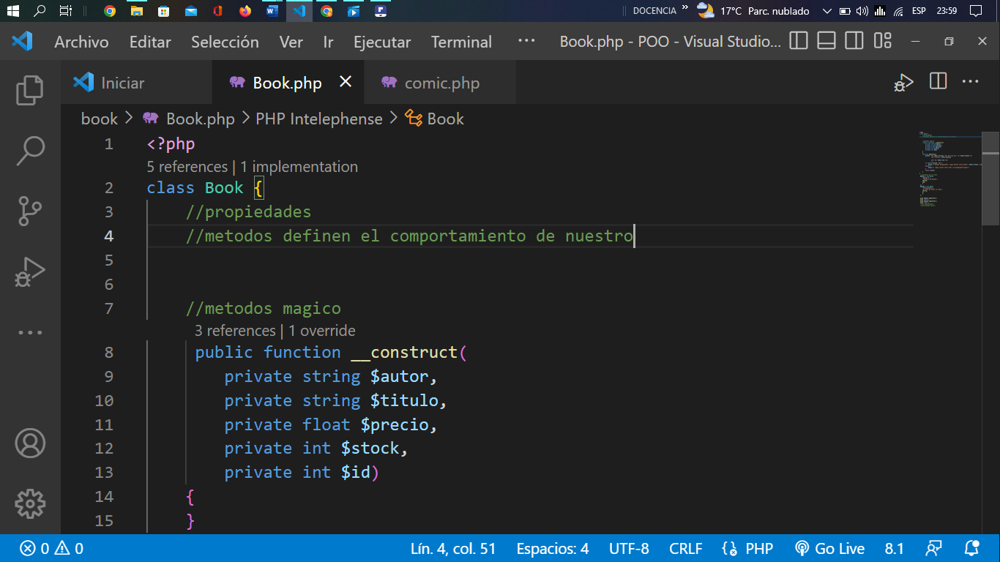 DOCENCIA » 17°C Parc. nublado ESP 23:59
Archivo Editar Selección Ver Ir Ejecutar Terminal ··· Book.php - POO - Visual Studio...
Iniciar Book.php comic.php
book > Book.php > PHP Intelephense > Book
1 <?php
5 references | 1 implementation
2 class Book {
3 //propiedades
4 //metodos definen el comportamiento de nuestro
5
6
7 //metodos magico
3 references | 1 override
8 public function __construct(
9 private string $autor,
10 private string $titulo,
11 private float $precio,
12 private int $stock,
13 private int $id)
14 {
15 }
0 0 Lín. 4, col. 51 Espacios: 4 UTF-8 CRLF PHP Go Live 8.1